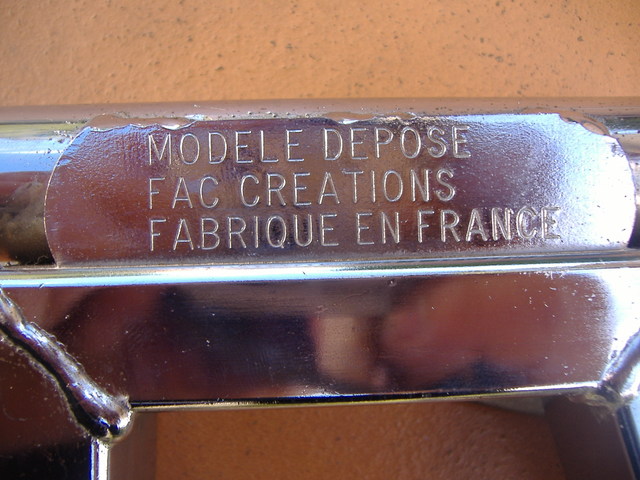 MODELE DEPOSE
FAC CREATIONS
FABRIQUE EN FRANCE